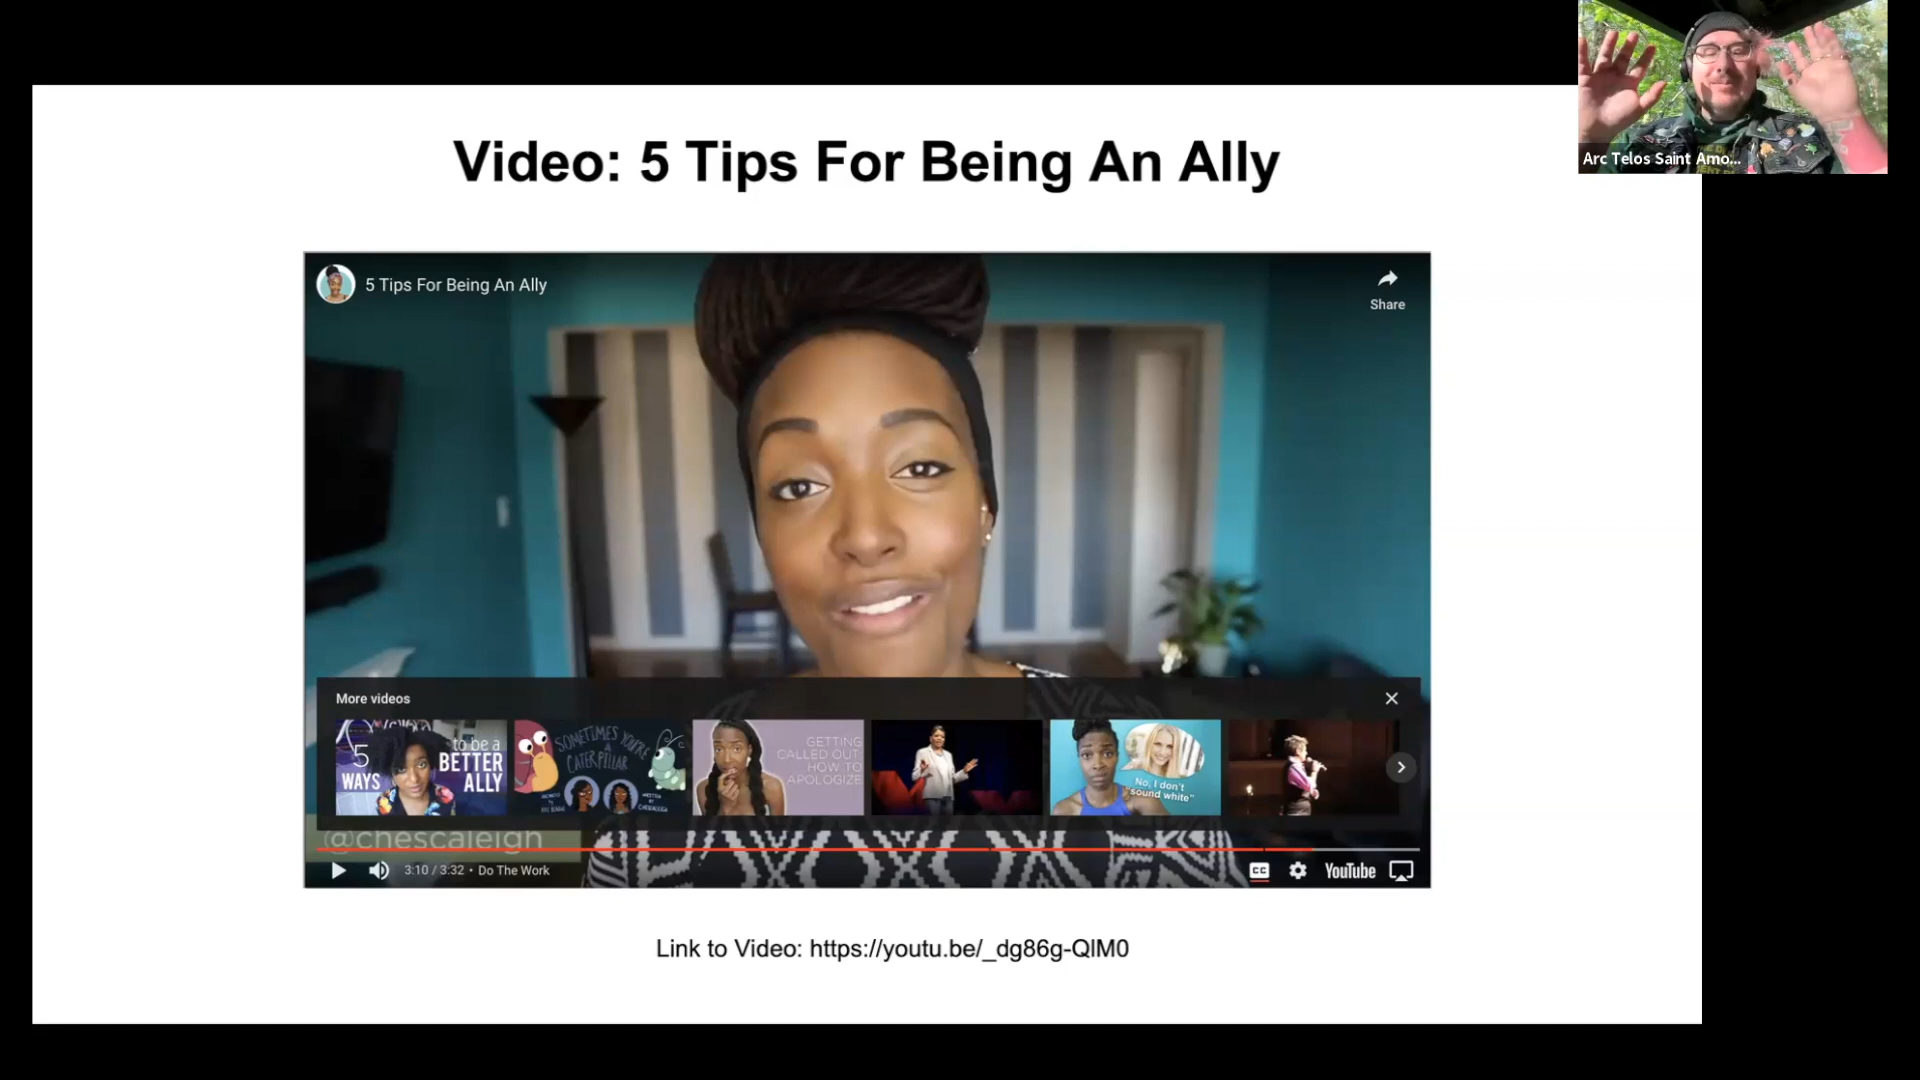 Arc Telos Saint Amo...
Video: 5 Tips For Being An Ally
5 Tips For Being An Ally
Share
More videos
5
WAYS
to be a
BETTER
ALLY
SOMETIMES YOU'RE
A
CATERPILLAR
GETTING
CALLED OUT:
HOW TO
APOLOGIZE
No, I don't
"sound white"
@chescaleigh
3:10 / 3:32 • Do The Work
CC
YouTube
Link to Video: https://youtu.be/_dg86g-QlM0